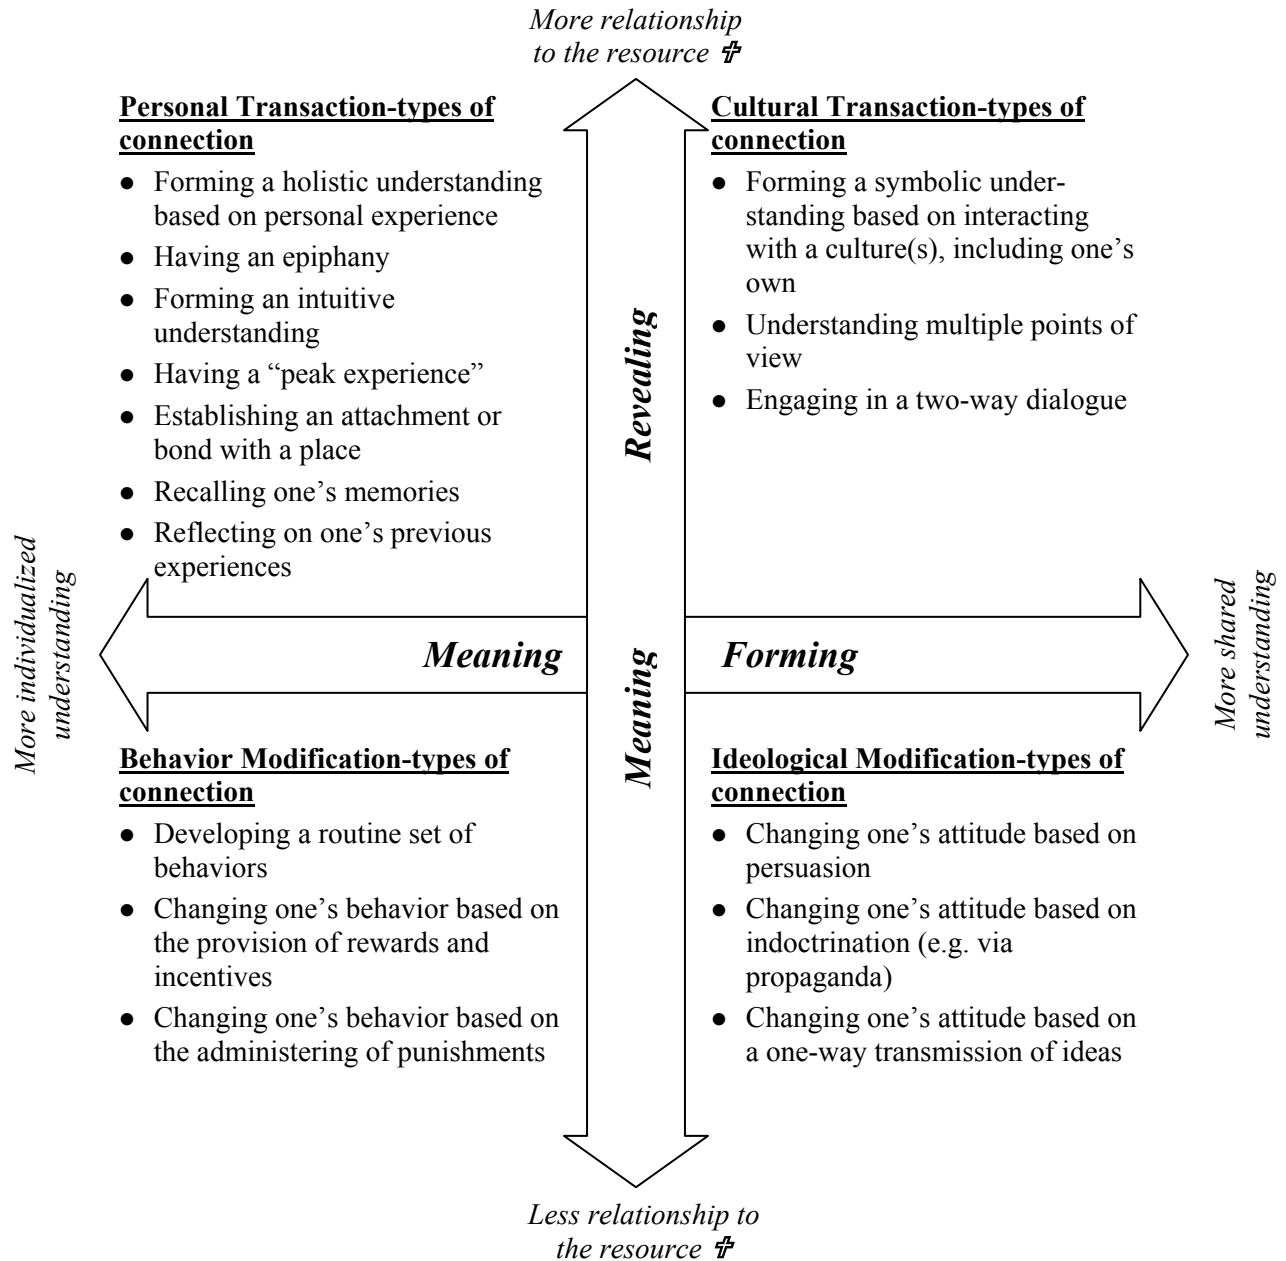 More relationship
to the resource ✞
Personal Transaction-types of
connection
● Forming a holistic understanding
based on personal experience
● Having an epiphany
● Forming an intuitive
understanding
● Having a “peak experience”
● Establishing an attachment or
bond with a place
● Recalling one’s memories
● Reflecting on one’s previous
experiences
Cultural Transaction-types of
connection
● Forming a symbolic under-
standing based on interacting
with a culture(s), including one’s
own
● Understanding multiple points of
view
● Engaging in a two-way dialogue
Revealing
Meaning
More individualized
understanding
Meaning Forming
More shared
understanding
Behavior Modification-types of
connection
● Developing a routine set of
behaviors
● Changing one’s behavior based on
the provision of rewards and
incentives
● Changing one’s behavior based on
the administering of punishments
Ideological Modification-types of
connection
● Changing one’s attitude based on
persuasion
● Changing one’s attitude based on
indoctrination (e.g. via
propaganda)
● Changing one’s attitude based on
a one-way transmission of ideas
Less relationship to
the resource ✞